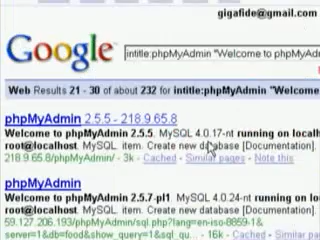 gigafide@gmail.com
Google
intitle:phpMyAdmin "Welcome to phpMyAdm
Web Results 21 - 30 of about 232 for intitle:phpMyAdmin "Welcome
phpMyAdmin 2.5.5 - 218.9.65.8
Welcome to phpMyAdmin 2.5.5. MySQL 4.0.17-nt running on localh
root@localhost. MySQL. item. Create new database [Documentation].
218.9.65.8/phpMyAdmin/ - 3k - Cached - Similar pages - Note this
phpMyAdmin
Welcome to phpMyAdmin 2.5.7-pl1. MySQL 4.0.24-nt running on
root@localhost. MySQL. item. Create new database [Documentation].
59.127.206.193/phpMyAdmin/sql.php?lang=en-iso-8859-1&
server=1&db=food&show_query=1&sql_qu... - 16k - Cached - Similar